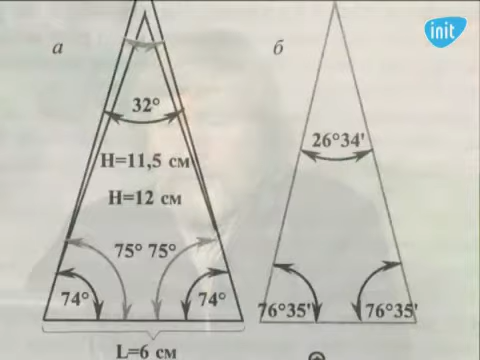 init
а
б
32°
26°34'
H=11,5 см
H=12 см
75° 75°
74°
74°
76°35'
76°35'
L=6 см